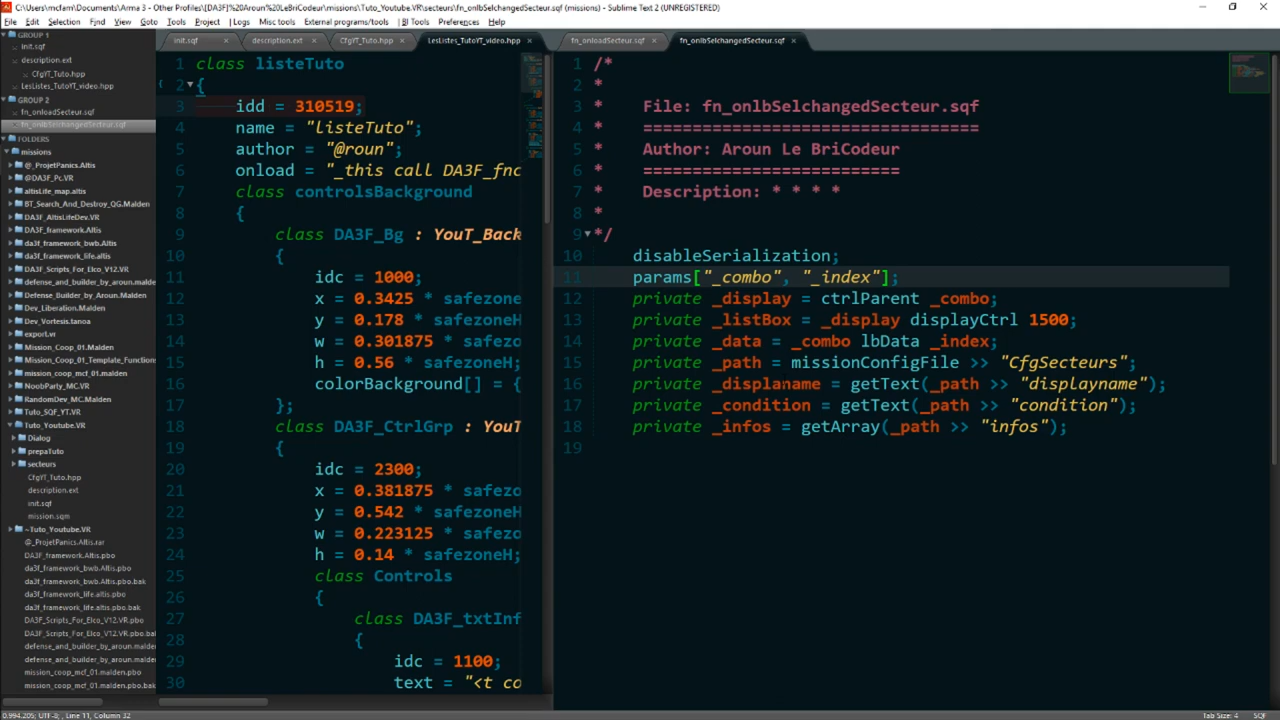 C:\Users\mcfam\Documents\Arma 3 - Other Profiles\[DA3F]%20Aroun%20LeBriCodeur\missions\Tuto_Youtube.VR\secteurs\fn_onlbSelchangedSecteur.sqf (missions) - Sublime Text 2 (UNREGISTERED)
File Edit Selection Find View Goto Tools Project | Logs Misc Tools External programs/tools | BI Tools Preferences Help
GROUP 1
init.sqf
description.ext
CfgYT_Tuto.hpp
LesListes_TutoYT_video.hpp
GROUP 2
fn_onloadSecteur.sqf
fn_onlbSelchangedSecteur.sqf
FOLDERS
missions
@_ProjetPanics.Altis
@DA3F_Pc.VR
altisLife_map.altis
BT_Search_And_Destroy_QG.Malden
DA3F_AltisLifeDev.VR
DA3F_framework.Altis
da3f_framework_bwb.Altis
da3f_framework_life.altis
DA3F_Scripts_For_Elco_V12.VR
defense_and_builder_by_aroun.malden
Defense_Builder_by_Aroun.Malden
Dev_Liberation.Malden
Dev_Vortesis.tanoa
export.vr
Mission_Coop_01.Malden
Mission_Coop_01_Template_Functions
mission_coop_mcf_01.malden
NoobParty_MC.VR
RandomDev_MC.Malden
Tuto_SQF_YT.VR
Tuto_Youtube.VR
Dialog
prepaTuto
secteurs
CfgYT_Tuto.hpp
description.ext
init.sqf
mission.sqm
~Tuto_Youtube.VR
@_ProjetPanics.Altis.rar
DA3F_framework.Altis.pbo
da3f_framework_bwb.Altis.pbo
da3f_framework_bwb.Altis.pbo.bak
da3f_framework_life.altis.pbo
da3f_framework_life.altis.pbo.bak
DA3F_Scripts_For_Elco_V12.VR.pbo
DA3F_Scripts_For_Elco_V12.VR.pbo.ba
defense_and_builder_by_aroun.malden
defense_and_builder_by_aroun.malden
mission_coop_mcf_01.malden.pbo
mission_coop_mcf_01.malden.pbo.bak
init.sqf × description.ext × CfgYT_Tuto.hpp × LesListes_TutoYT_video.hpp ×
1 class listeTuto
2 {
3 idd = 310519;
4 name = "listeTuto";
5 author = "@roun";
6 onload = "_this call DA3F_fnc
7 class controlsBackground
8 {
9 class DA3F_Bg : YouT_Back
10 {
11 idc = 1000;
12 x = 0.3425 * safezone
13 y = 0.178 * safezoneH
14 w = 0.301875 * safezo
15 h = 0.56 * safezoneH;
16 colorBackground[] = {
17 };
18 class DA3F_CtrlGrp : YouT
19 {
20 idc = 2300;
21 x = 0.381875 * safezo
22 y = 0.542 * safezoneH
23 w = 0.223125 * safezo
24 h = 0.14 * safezoneH;
25 class Controls
26 {
27 class DA3F_txtInf
28 {
29 idc = 1100;
30 text = "<t co
fn_onloadSecteur.sqf × fn_onlbSelchangedSecteur.sqf ×
1 /*
2 *
3 * File: fn_onlbSelchangedSecteur.sqf
4 * ==================================
5 * Author: Aroun Le BriCodeur
6 * ==========================
7 * Description: * * * *
8 *
9 */
10 disableSerialization;
11 params["_combo", "_index"];
12 private _display = ctrlParent _combo;
13 private _listBox = _display displayCtrl 1500;
14 private _data = _combo lbData _index;
15 private _path = missionConfigFile >> "CfgSecteurs";
16 private _displaname = getText(_path >> "displayname");
17 private _condition = getText(_path >> "condition");
18 private _infos = getArray(_path >> "infos");
19
0.994.205; UTF-8; , Line 11, Column 32 Tab Size: 4 SQF